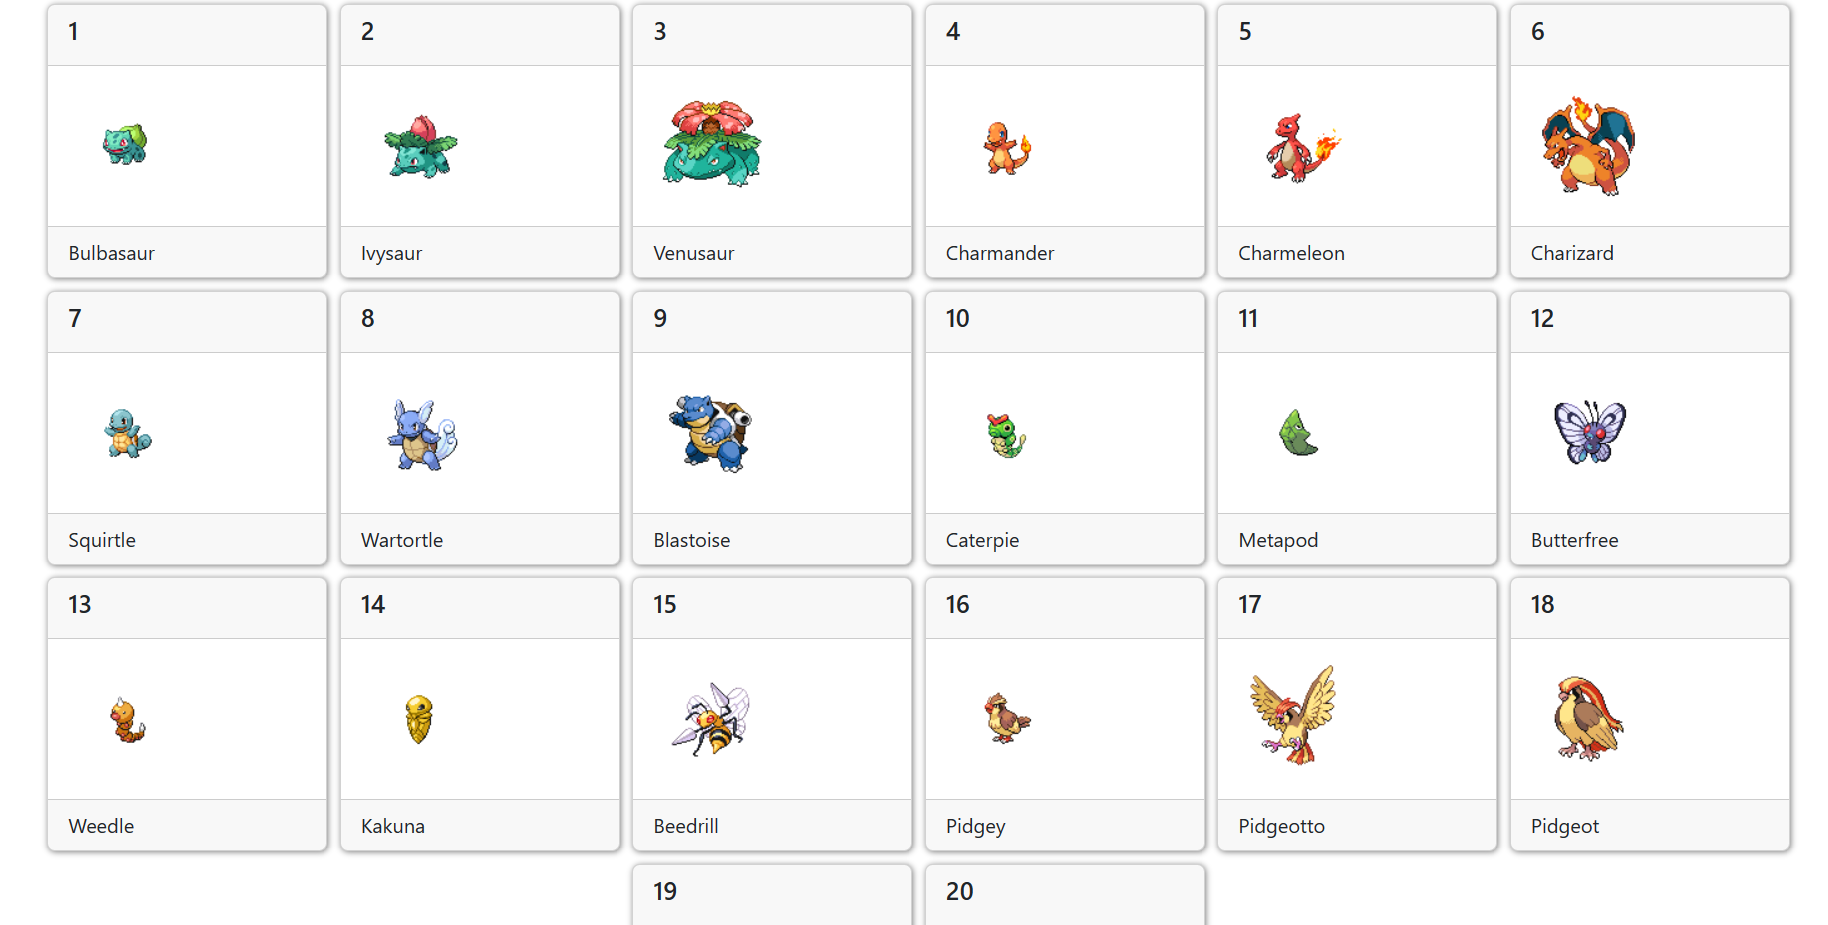 1 2 3 4 5 6
Bulbasaur Ivysaur Venusaur Charmander Charmeleon Charizard
7 8 9 10 11 12
Squirtle Wartortle Blastoise Caterpie Metapod Butterfree
13 14 15 16 17 18
Weedle Kakuna Beedrill Pidgey Pidgeotto Pidgeot
19 20